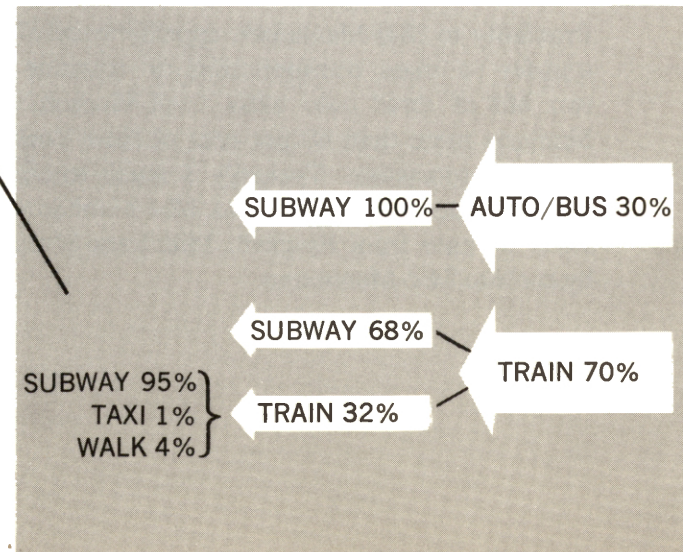 SUBWAY 100%
AUTO/BUS 30%
SUBWAY 68%
TRAIN 70%
SUBWAY 95%
TAXI 1%
WALK 4%
TRAIN 32%